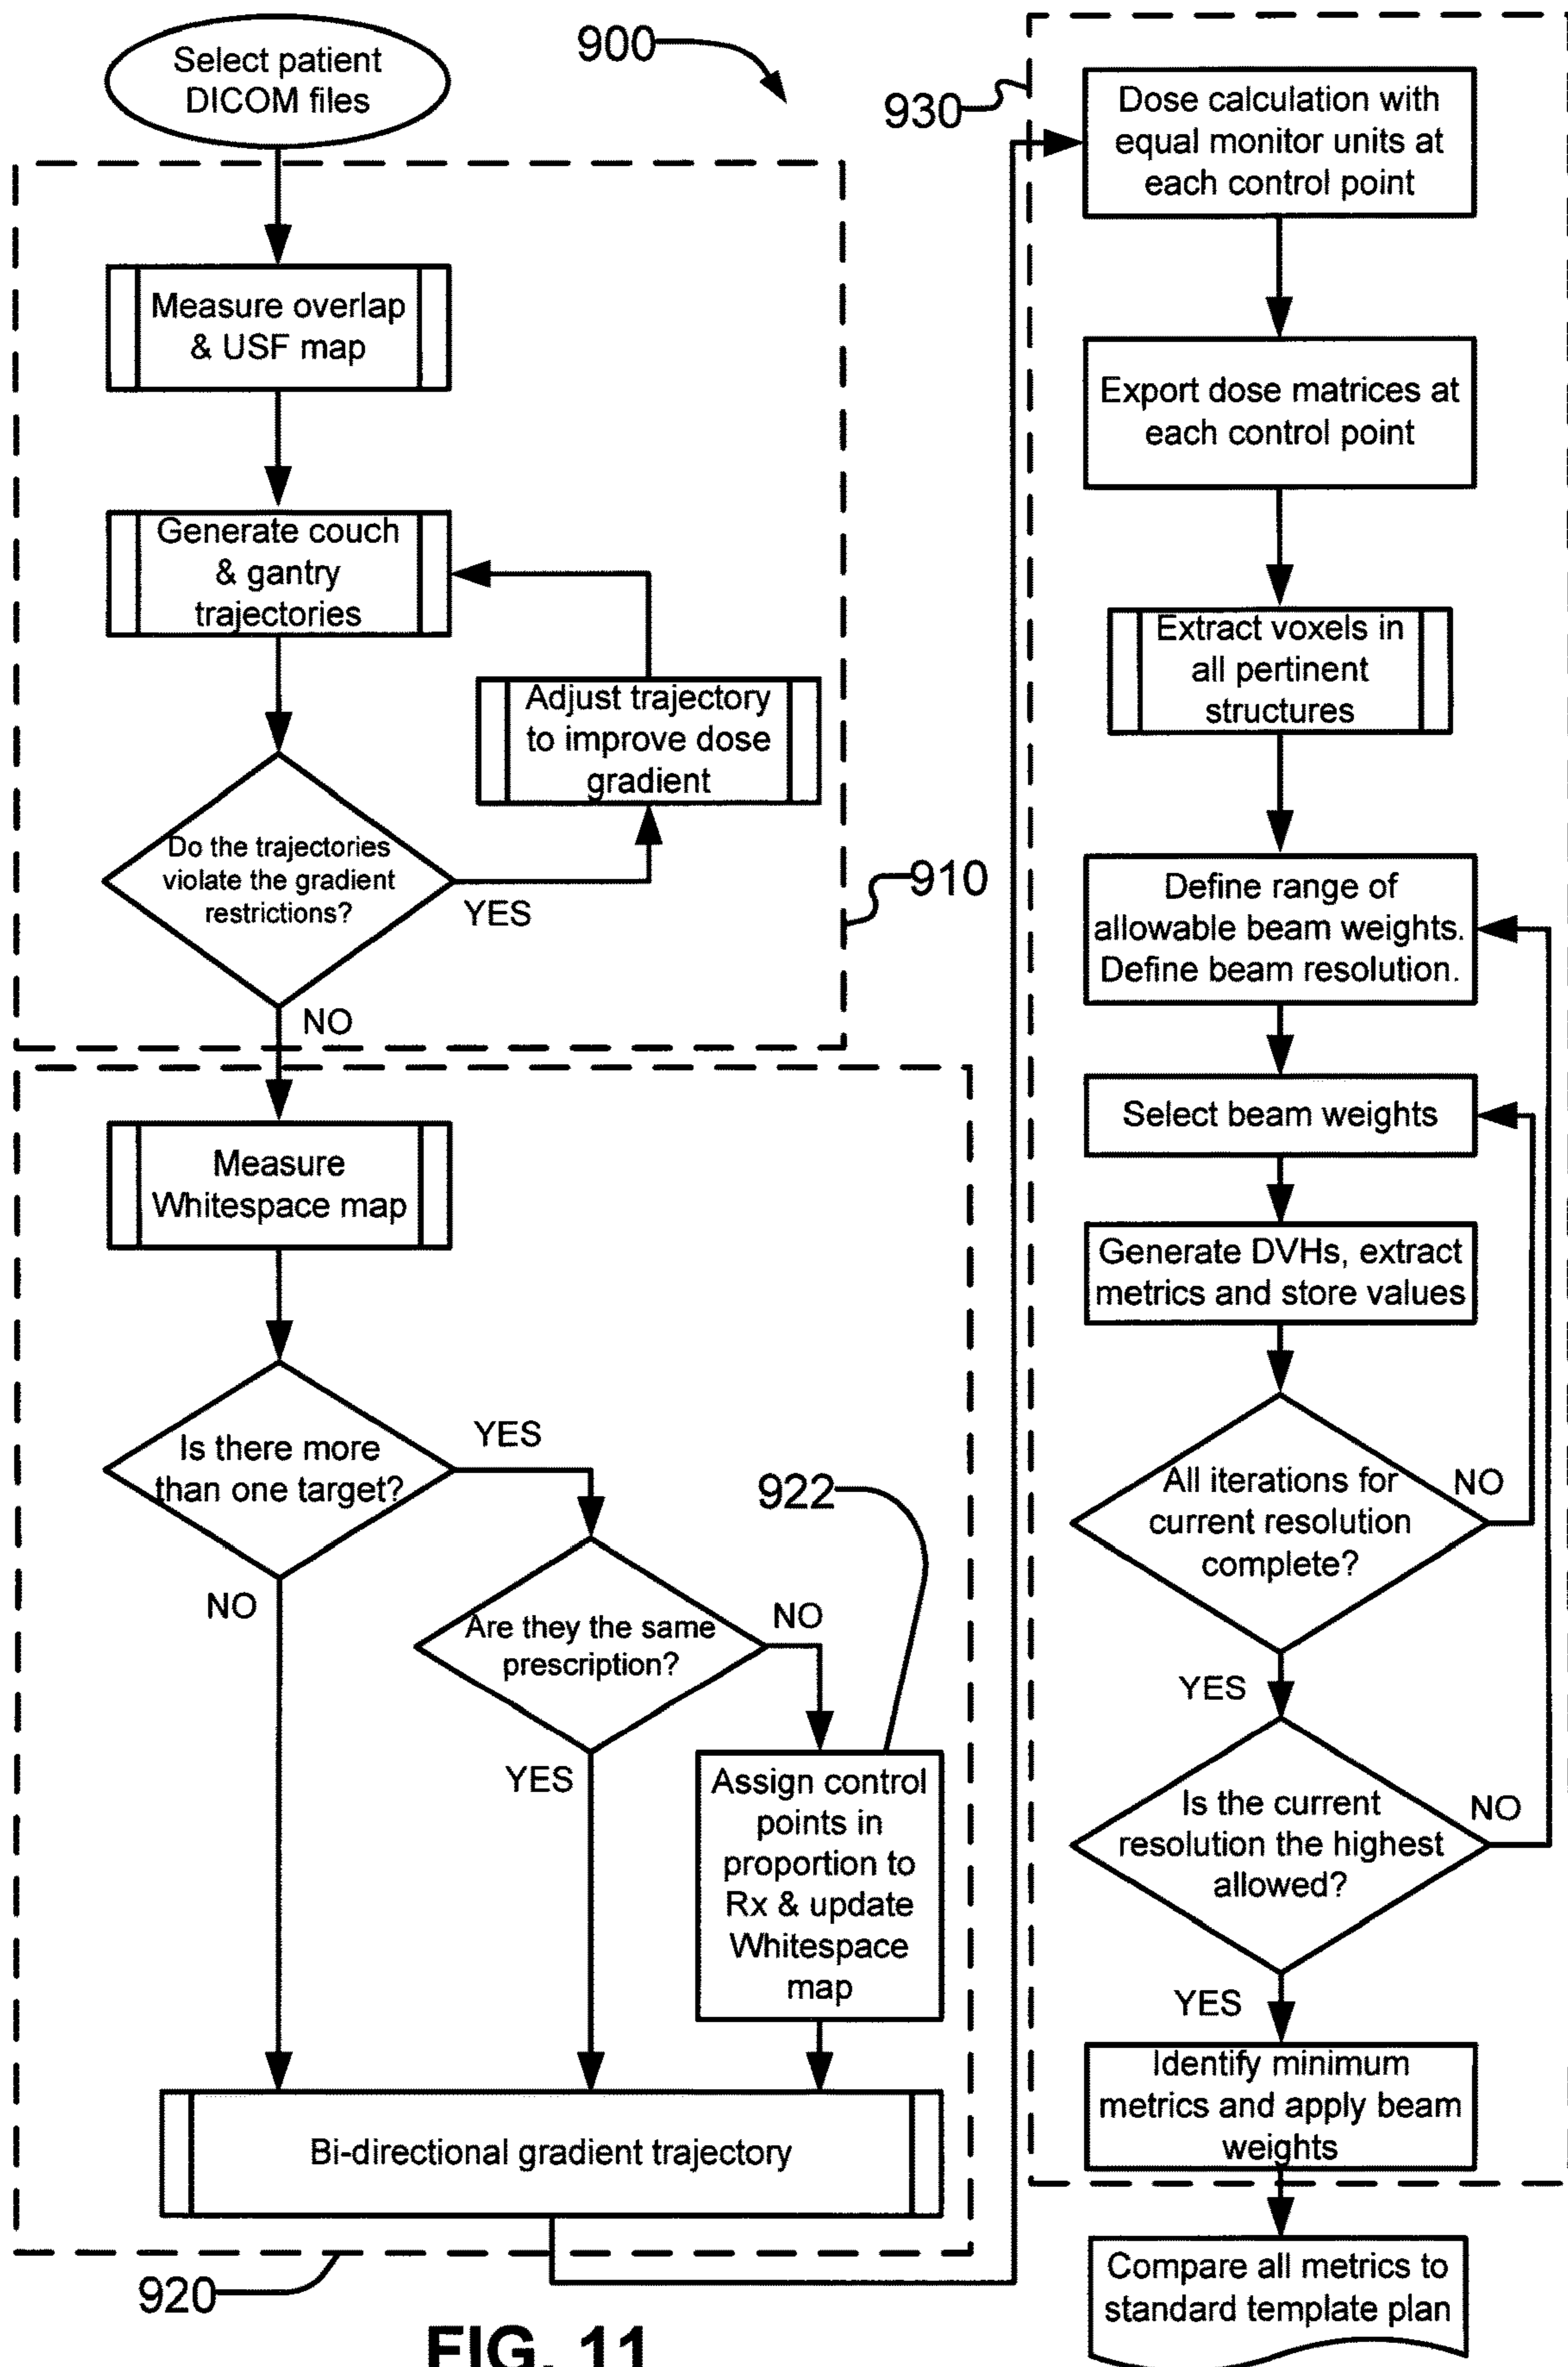 Select patient
DICOM files
900
Measure overlap
& USF map
Generate couch
& gantry
trajectories
Adjust trajectory
to improve dose
gradient
Do the trajectories
violate the gradient
restrictions?
YES
910
NO
Measure
Whitespace map
Is there more
than one target?
YES
922
NO
Are they the same
prescription?
NO
YES
Assign control
points in
proportion to
Rx & update
Whitespace
map
Bi-directional gradient trajectory
920
930
Dose calculation with
equal monitor units at
each control point
Export dose matrices at
each control point
Extract voxels in
all pertinent
structures
Define range of
allowable beam weights.
Define beam resolution.
Select beam weights
Generate DVHs, extract
metrics and store values
All iterations for
current resolution
complete?
NO
YES
Is the current
resolution the highest
allowed?
NO
YES
Identify minimum
metrics and apply beam
weights
Compare all metrics to
standard template plan
FIG. 11